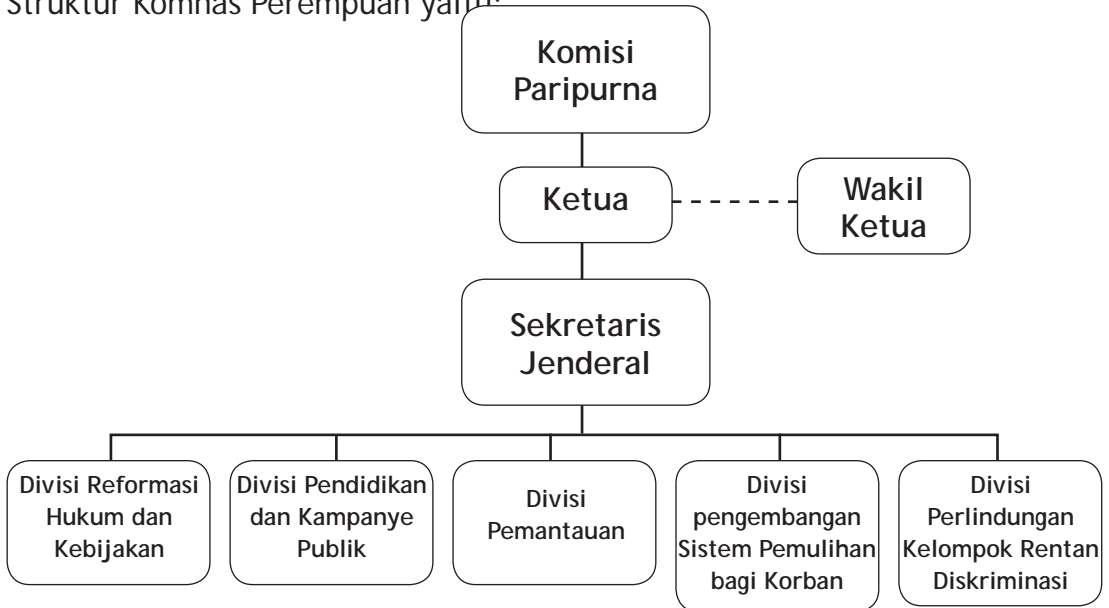 Struktur Komnas Perempuan
Komisi
Paripurna
Ketua
Wakil
Ketua
Sekretaris
Jenderal
Divisi Reformasi
Hukum dan
Kebijakan
Divisi Pendidikan
dan Kampanye
Publik
Divisi
Pemantauan
Divisi
pengembangan
Sistem Pemulihan
bagi Korban
Divisi
Perlindungan
Kelompok Rentan
Diskriminasi